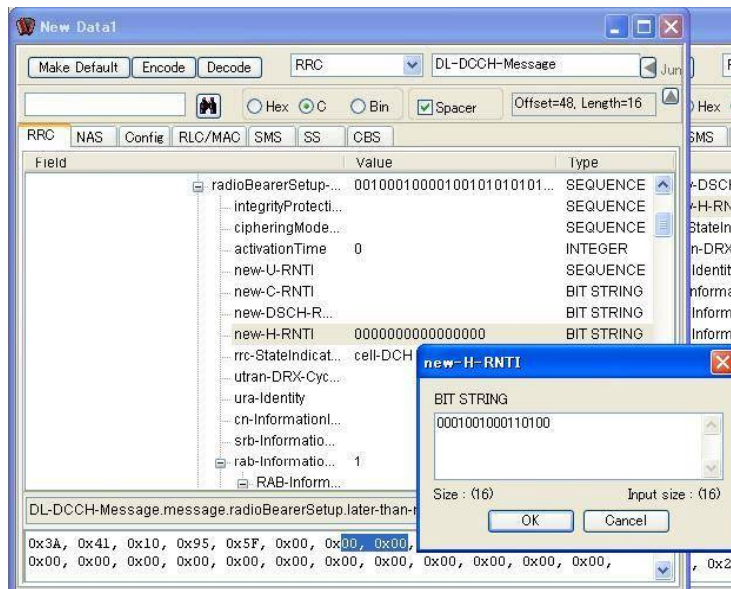 New Data1
Make Default Encode Decode RRC DL-DCCH-Message Jun
Hex C Bin Spacer Offset=48, Length=16 Hex
RRC NAS Config RLC/MAC SMS SS CBS SMS
Field Value Type
radioBearerSetup-... 00100010000100101010101... SEQUENCE
integrityProtecti... SEQUENCE
cipheringMode... SEQUENCE
activationTime 0 INTEGER
new-U-RNTI SEQUENCE
new-C-RNTI BIT STRING
new-DSCH-R... BIT STRING
new-H-RNTI 0000000000000000 BIT STRING
rrc-StateIndicat... cell-DCH
utran-DRX-Cyc...
ura-Identity
cn-InformationI...
srb-Informatio...
rab-Informatio... 1
RAB-Inform...
new-H-RNTI
BIT STRING
0001001000110100
Size : (16) Input size : (16)
OK Cancel
DL-DCCH-Message.message.radioBearerSetup.later-than-
0x3A, 0x41, 0x10, 0x95, 0x5F, 0x00, 0x00, 0x00,
0x00, 0x00, 0x00, 0x00, 0x00, 0x00, 0x00, 0x00, 0x00, 0x00, 0x00, 0x00,